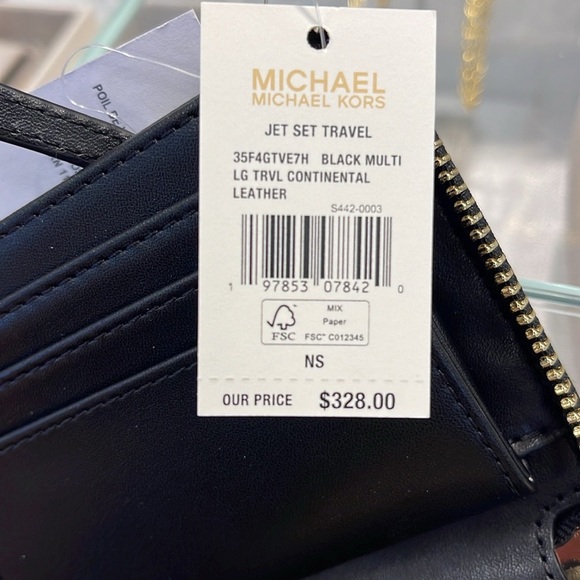 MICHAEL
MICHAEL KORS
JET SET TRAVEL
35F4GTVE7H BLACK MULTI
LG TRVL CONTINENTAL
LEATHER
S442-0003
1 97853 07842 0
MIX
Paper
FSC™ C012345
FSC
NS
OUR PRICE $328.00